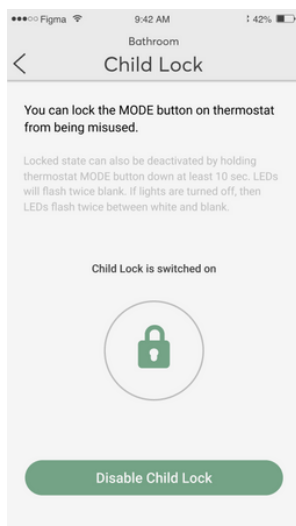 Figma 9:42 AM 42%
Bathroom
Child Lock
You can lock the MODE button on thermostat
from being misused.
Locked state can also be deactivated by holding
thermostat MODE button down at least 10 sec. LEDs
will flash twice blank. If lights are turned off, then
LEDs flash twice between white and blank.
Child Lock is switched on
Disable Child Lock